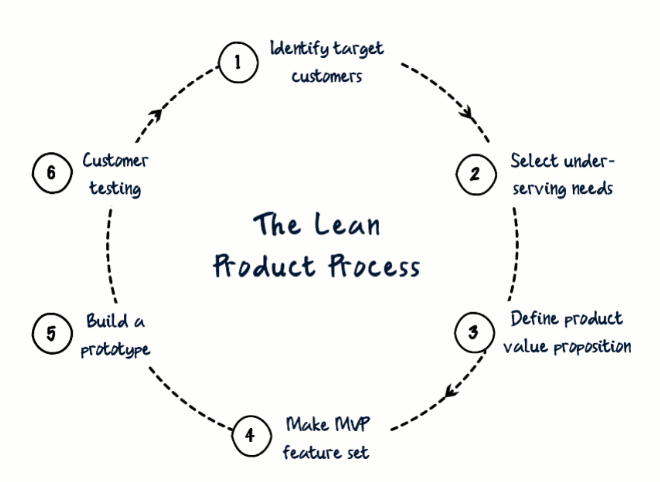 The Lean
Product Process
1
Identify target
customers
2
Select under-
serving needs
3
Define product
value proposition
4
Make MVP
feature set
5
Build a
prototype
6
Customer
testing